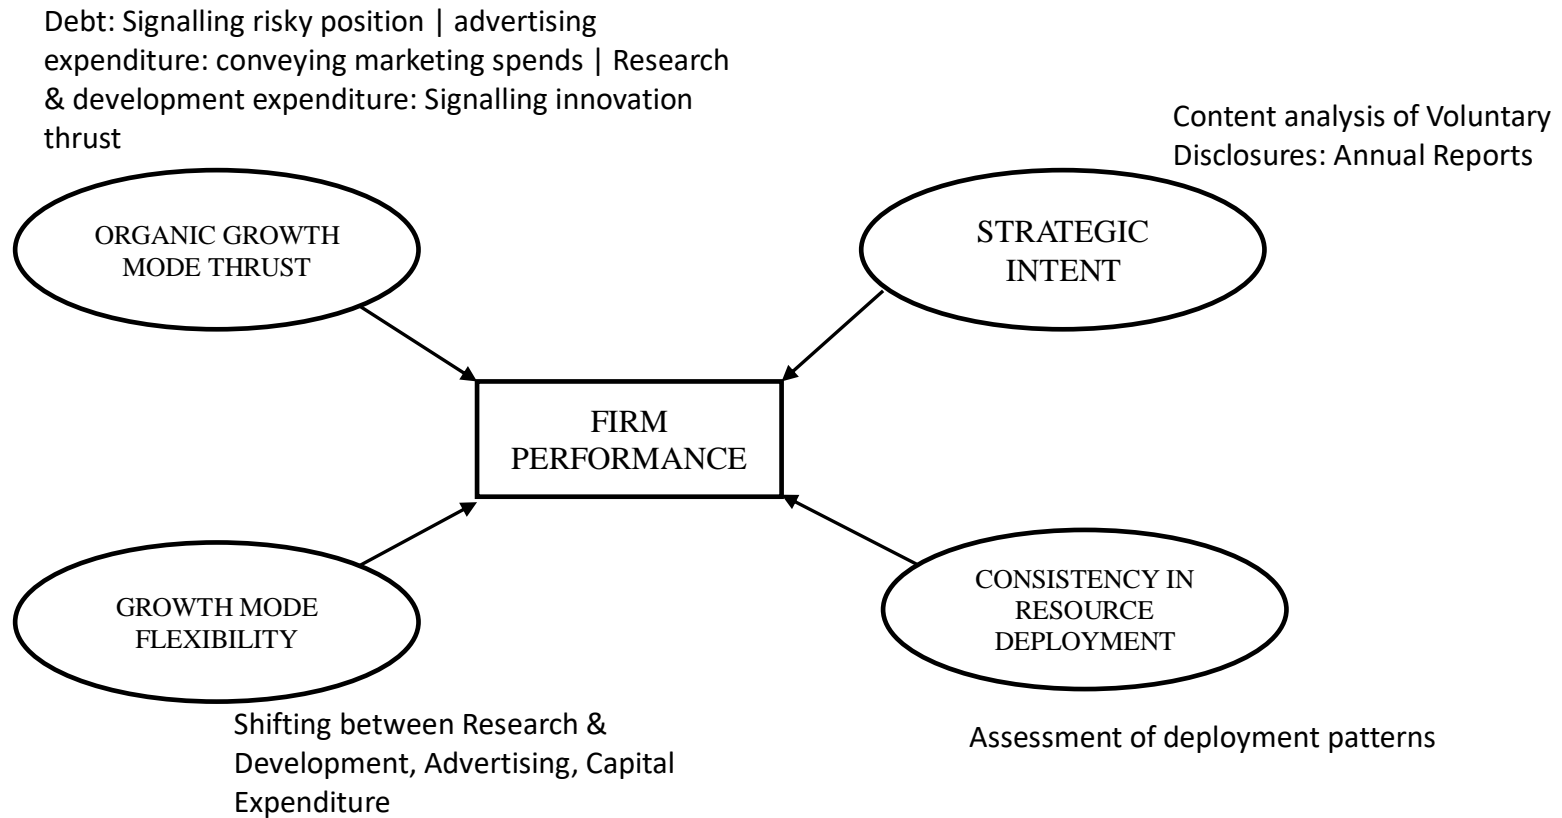 Debt: Signalling risky position | advertising
expenditure: conveying marketing spends | Research
& development expenditure: Signalling innovation
thrust
Content analysis of Voluntary
Disclosures: Annual Reports
ORGANIC GROWTH
MODE THRUST
STRATEGIC
INTENT
FIRM
PERFORMANCE
GROWTH MODE
FLEXIBILITY
CONSISTENCY IN
RESOURCE
DEPLOYMENT
Shifting between Research &
Development, Advertising, Capital
Expenditure
Assessment of deployment patterns